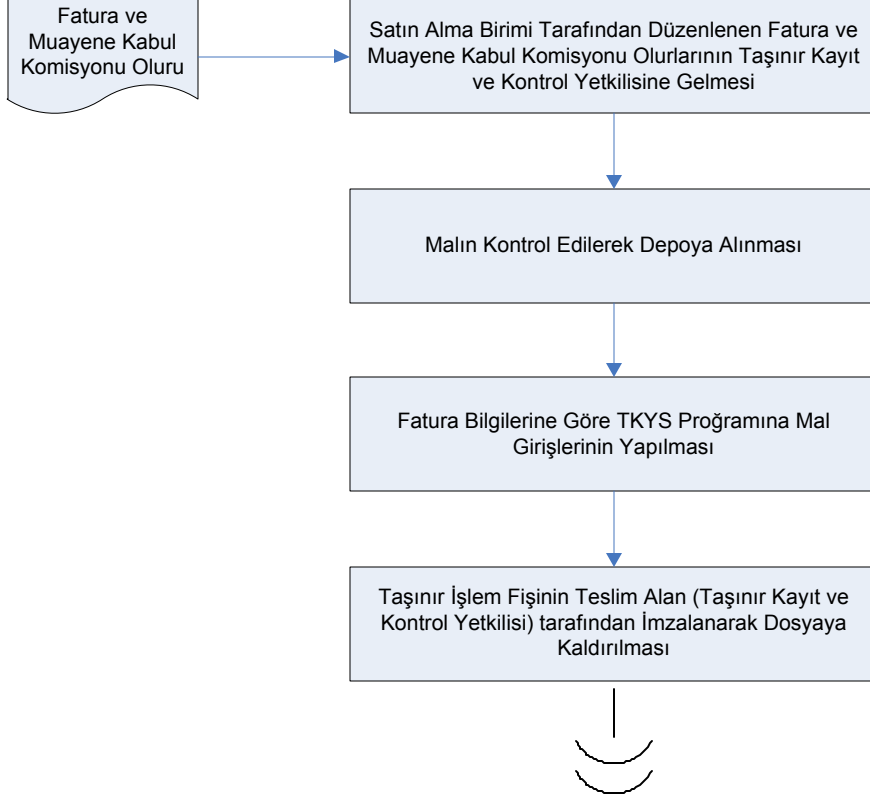 Fatura ve
Muayene Kabul
Komisyonu Oluru
Satın Alma Birimi Tarafından Düzenlenen Fatura ve
Muayene Kabul Komisyonu Olurlarının Taşınır Kayıt
ve Kontrol Yetkilisine Gelmesi
Malın Kontrol Edilerek Depoya Alınması
Fatura Bilgilerine Göre TKYS Proğramına Mal
Girişlerinin Yapılması
Taşınır İşlem Fişinin Teslim Alan (Taşınır Kayıt ve
Kontrol Yetkilisi) tarafından İmzalanarak Dosyaya
Kaldırılması